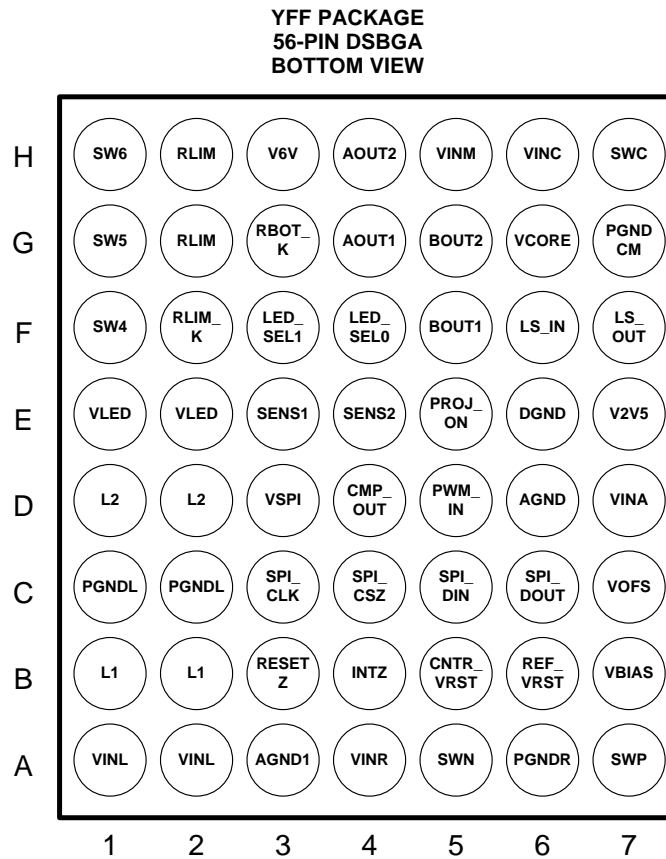 YFF PACKAGE
56-PIN DSBGA
BOTTOM VIEW
H SW6 RLIM V6V AOUT2 VINM VINC SWC
G SW5 RLIM RBOT_ K AOUT1 BOUT2 VCORE PGND CM
F SW4 RLIM_ K LED_ SEL1 LED_ SEL0 BOUT1 LS_IN LS_ OUT
E VLED VLED SENS1 SENS2 PROJ_ ON DGND V2V5
D L2 L2 VSPI CMP_ OUT PWM_ IN AGND VINA
C PGNDL PGNDL SPI_ CLK SPI_ CSZ SPI_ DIN SPI_ DOUT VOFS
B L1 L1 RESET Z INTZ CNTR_ VRST REF_ VRST VBIAS
A VINL VINL AGND1 VINR SWN PGNDR SWP
1 2 3 4 5 6 7